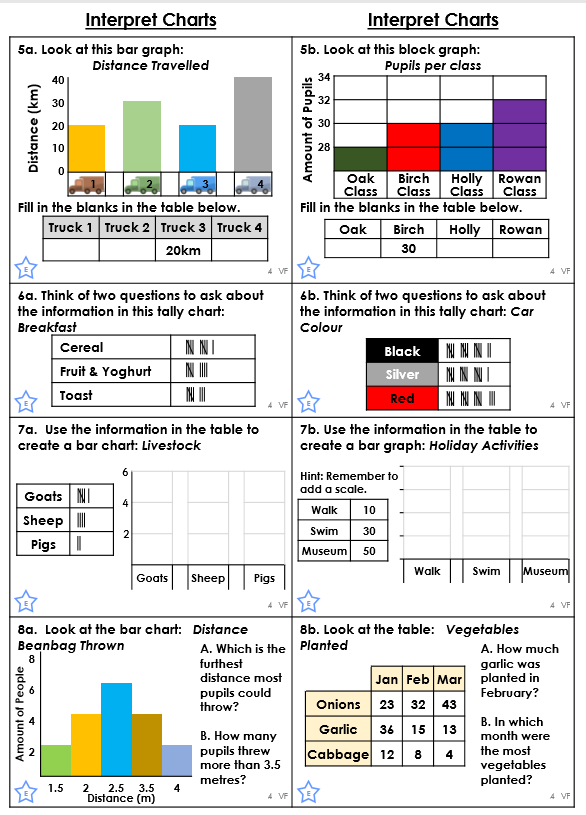 Interpret Charts
Interpret Charts
5a. Look at this bar graph:
Distance Travelled
Distance (km)
40
30
20
10
0
1
2
3
4
Fill in the blanks in the table below.
Truck 1 Truck 2 Truck 3 Truck 4
20km
E
4 VF
5b. Look at this block graph:
Pupils per class
Amount of Pupils
34
32
30
28
Oak Class
Birch Class
Holly Class
Rowan Class
Fill in the blanks in the table below.
Oak Birch Holly Rowan
30
E
4 VF
6a. Think of two questions to ask about
the information in this tally chart:
Breakfast
Cereal
Fruit & Yoghurt
Toast
E
4 VF
6b. Think of two questions to ask about
the information in this tally chart: Car
Colour
Black
Silver
Red
E
4 VF
7a. Use the information in the table to
create a bar chart: Livestock
Goats
Sheep
Pigs
6
4
2
Goats Sheep Pigs
E
4 VF
7b. Use the information in the table to
create a bar graph: Holiday Activities
Hint: Remember to
add a scale.
Walk 10
Swim 30
Museum 50
Walk Swim Museum
E
4 VF
8a. Look at the bar chart: Distance
Beanbag Thrown
Amount of People
8
6
4
2
1.5 2 2.5 3.5 4
Distance (m)
A. Which is the
furthest
distance most
pupils could
throw?
B. How many
pupils threw
more than 3.5
metres?
E
4 VF
8b. Look at the table: Vegetables
Planted
Jan Feb Mar
Onions 23 32 43
Garlic 36 15 13
Cabbage 12 8 4
A. How much
garlic was
planted in
February?
B. In which
month were
the most
vegetables
planted?
E
4 VF